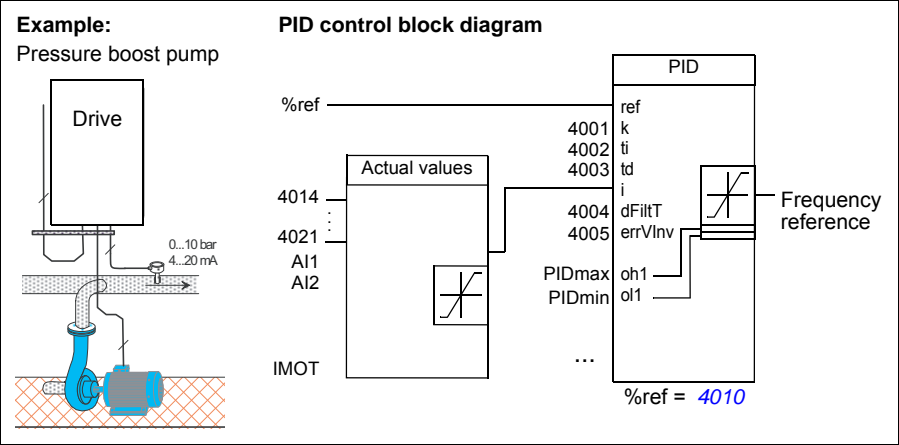 Example:
Pressure boost pump
Drive
0...10 bar
4...20 mA
PID control block diagram
%ref
Actual values
4014
4021
AI1
AI2
IMOT
PID
ref
4001 k
4002 ti
4003 td
i
4004 dFiltT
4005 errVInv
PIDmax oh1
PIDmin ol1
...
%ref = 4010
Frequency
reference